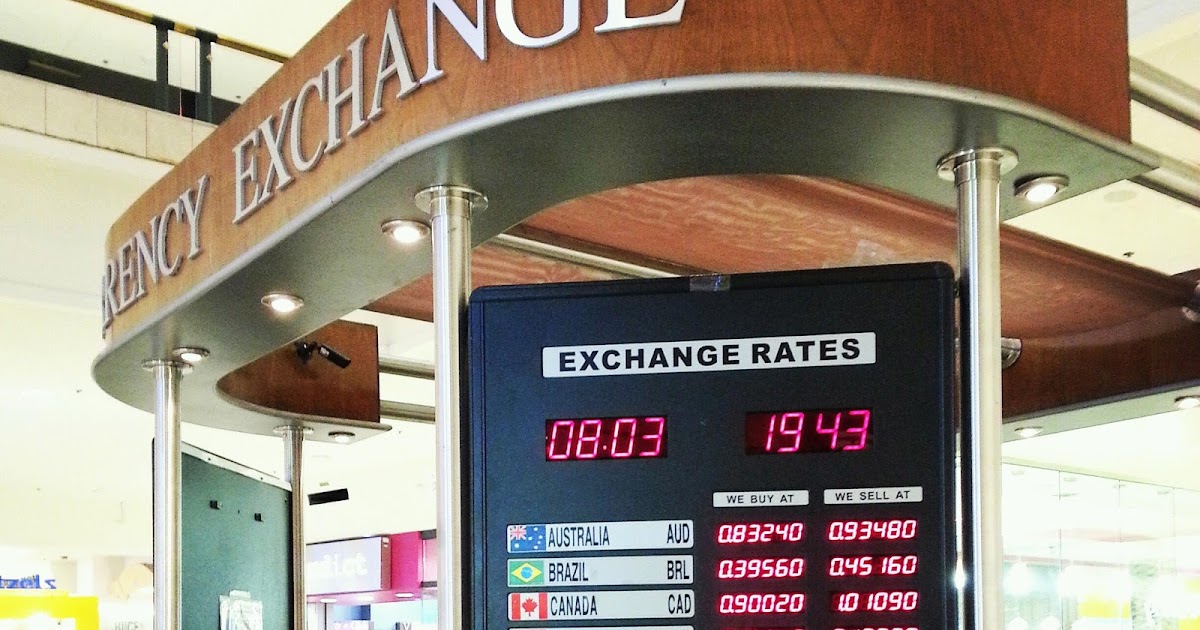 RRENCY EXCHANGE
EXCHANGE RATES
08:03 19 43
WE BUY AT WE SELL AT
AUSTRALIA AUD 0.83240 0.93480
BRAZIL BRL 0.39560 0.45160
CANADA CAD 0.90020 1.01090